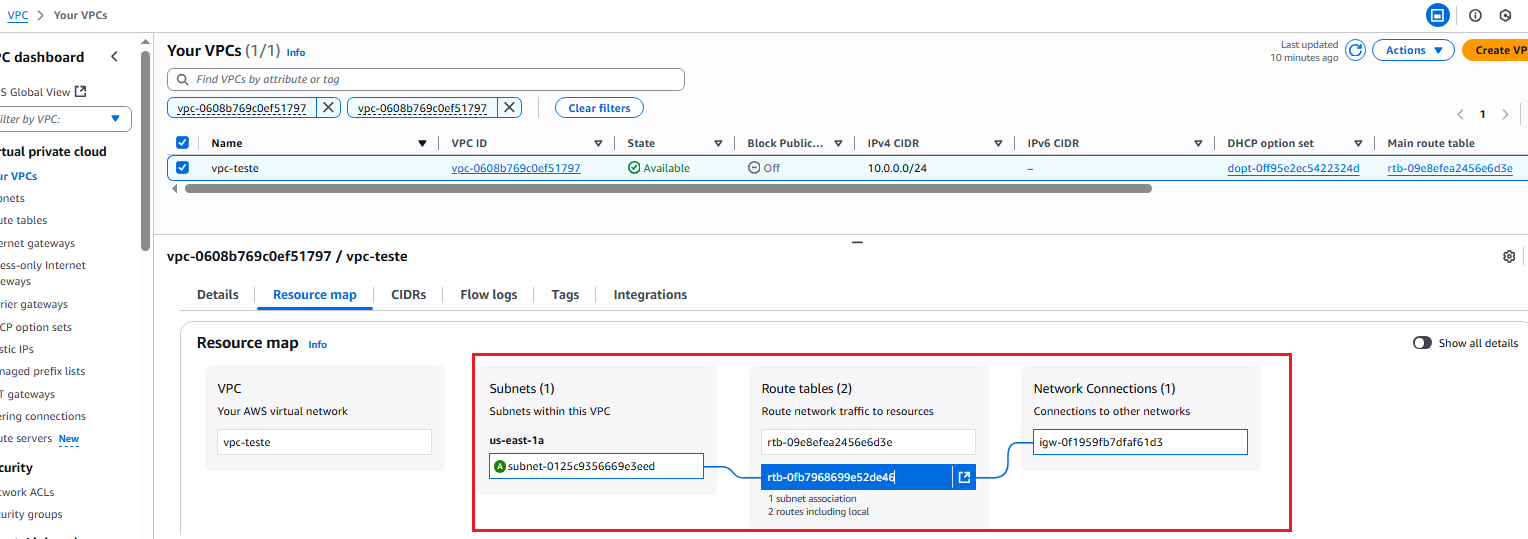 VPC > Your VPCs
PC dashboard
S Global View
ilter by VPC:
rtual private cloud
ur VPCs
bnets
ute tables
ernet gateways
ess-only Internet
eways
rier gateways
CP option sets
stic IPs
naged prefix lists
T gateways
ering connections
ute servers New
curity
twork ACLs
curity groups
Your VPCs (1/1) Info
Last updated
10 minutes ago
Actions
Create VP
Find VPCs by attribute or tag
vpc-0608b769c0ef51797
vpc-0608b769c0ef51797
Clear filters
1
Name VPC ID State Block Public... IPv4 CIDR IPv6 CIDR DHCP option set Main route table
vpc-teste vpc-0608b769c0ef51797 Available Off 10.0.0.0/24 – dopt-0ff95e2ec5422324d rtb-09e8efea2456e6d3e
vpc-0608b769c0ef51797 / vpc-teste
Details Resource map CIDRs Flow logs Tags Integrations
Resource map Info
Show all details
VPC
Your AWS virtual network
vpc-teste
Subnets (1)
Subnets within this VPC
us-east-1a
A subnet-0125c9356669e3eed
Route tables (2)
Route network traffic to resources
rtb-09e8efea2456e6d3e
rtb-0fb7968699e52de46
1 subnet association
2 routes including local
Network Connections (1)
Connections to other networks
igw-0f1959fb7dfaf61d3